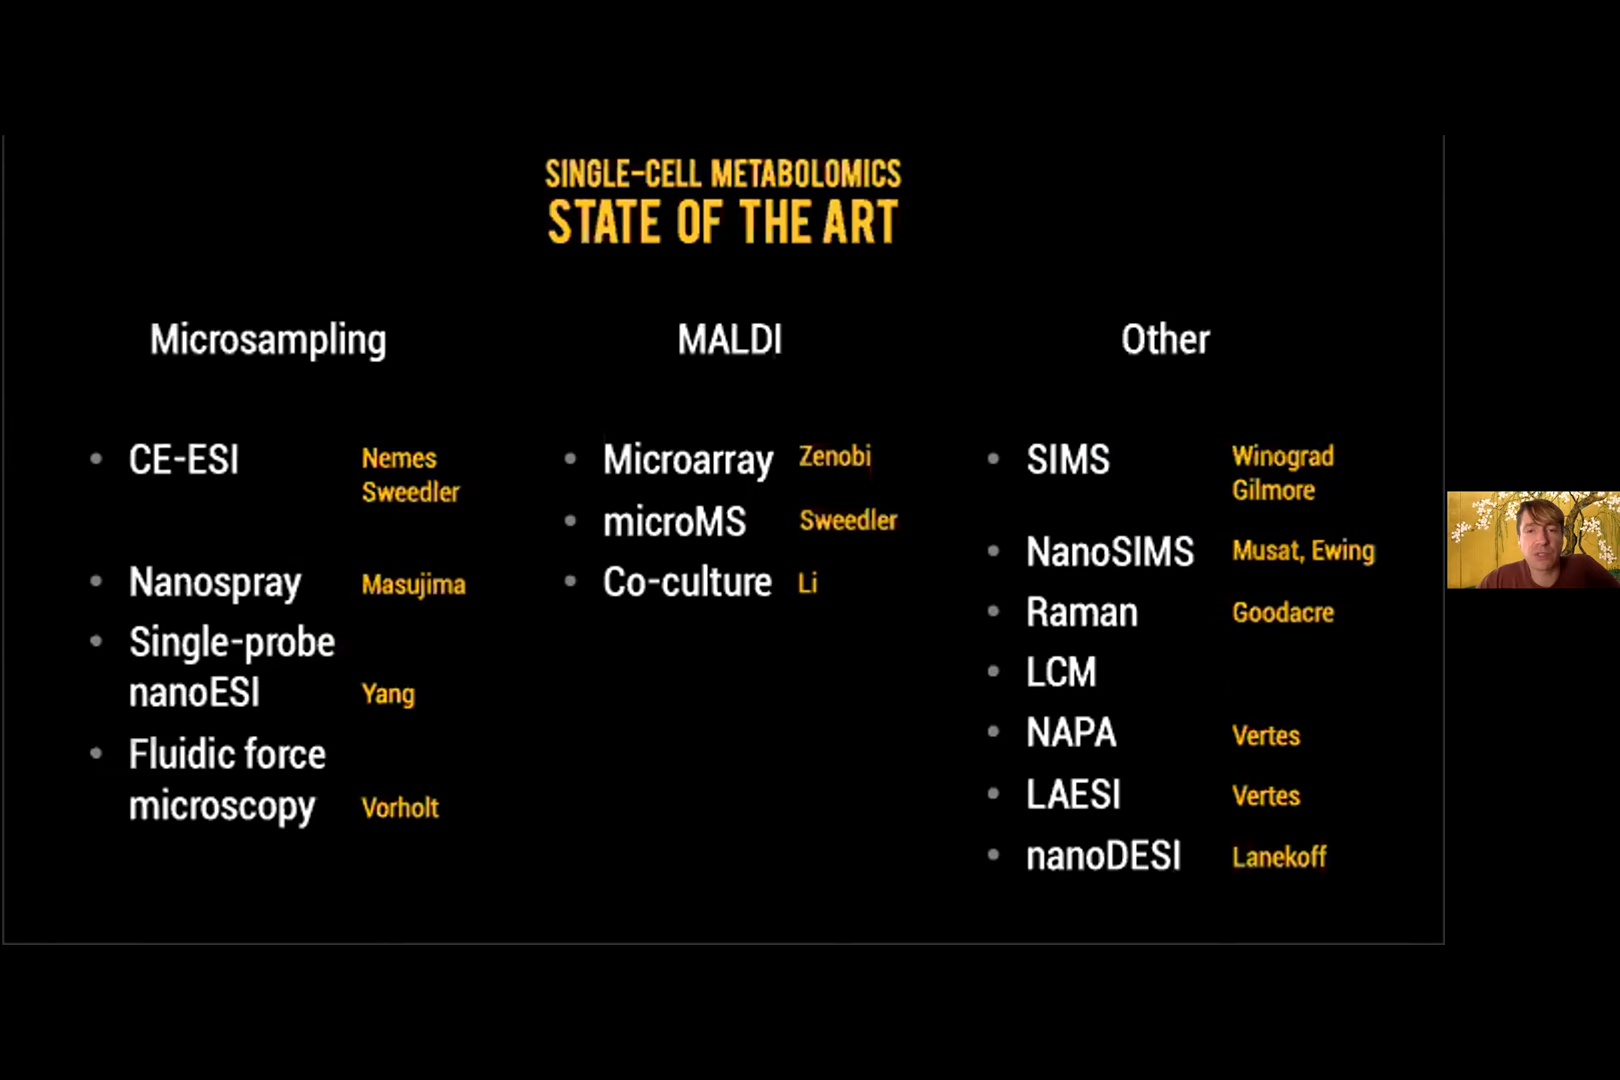 SINGLE-CELL METABOLOMICS
STATE OF THE ART
Microsampling
CE-ESI
Nemes
Sweedler
Nanospray
Masujima
Single-probe
nanoESI
Yang
Fluidic force
microscopy
Vorholt
MALDI
Microarray
Zenobi
microMS
Sweedler
Co-culture
Li
Other
SIMS
Winograd
Gilmore
NanoSIMS
Musat, Ewing
Raman
Goodacre
LCM
NAPA
Vertes
LAESI
Vertes
nanoDESI
Lanekoff